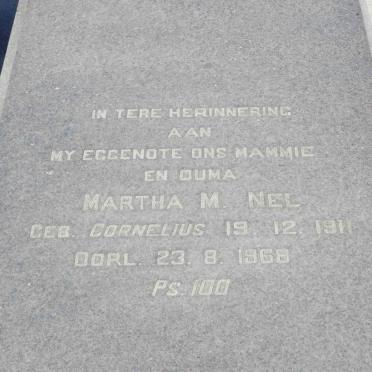 IN TERE HERINNERING
AAN
MY EGGENOTE ONS MAMMIE
EN OUMA
MARTHA M. NEL
GEB. CORNELIUS 19. 12. 1911
OORL. 23. 8. 1968
PS. 100